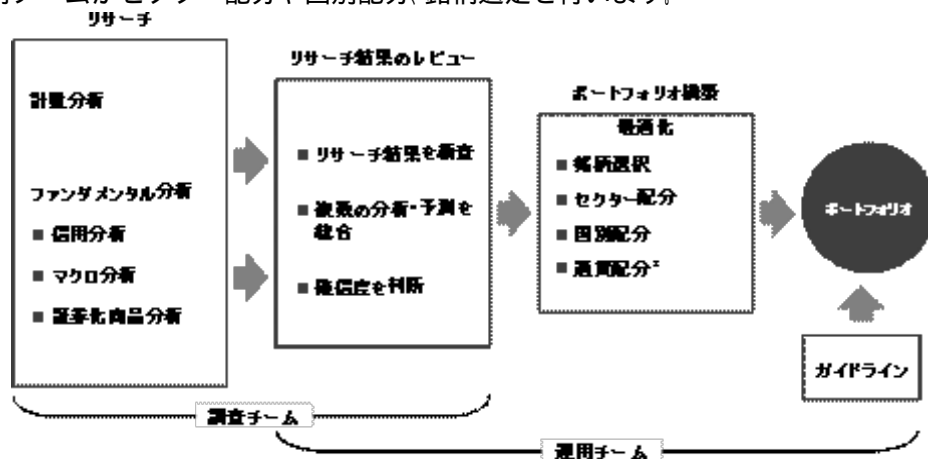 リサーチ
計量分析
ファンダメンタル分析
■ 信用分析
■ マクロ分析
■ 証券化商品分析
リサーチ結果のレビュー
■ リサーチ結果を審査
■ 複数の分析・予測を
統合
■ 確信度を判断
ポートフォリオ構築
最適化
■ 銘柄選択
■ セクター配分
■ 国別配分
■ 通貨配分
ポートフォリオ
ガイドライン
調査チーム
運用チーム